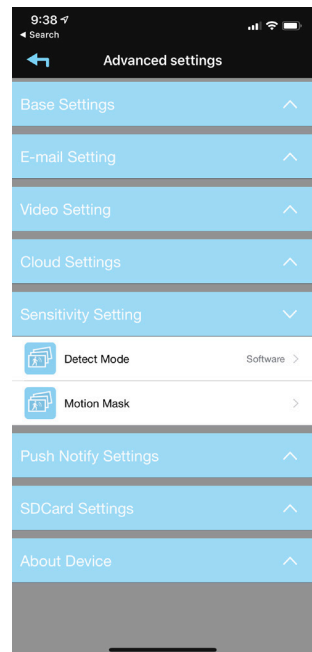 9:38
Search
Advanced settings
Base Settings
E-mail Setting
Video Setting
Cloud Settings
Sensitivity Setting
Detect Mode Software
Motion Mask
Push Notify Settings
SDCard Settings
About Device